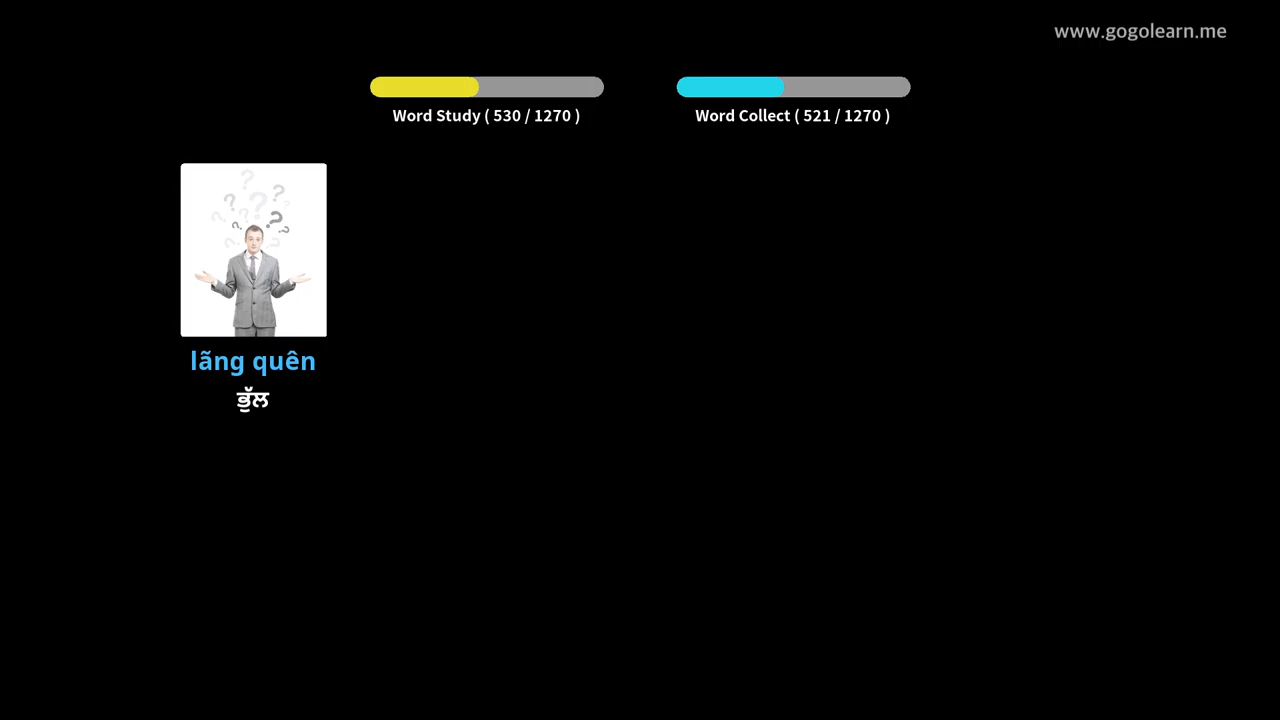 www.gogolearn.me
Word Study ( 530 / 1270 )
Word Collect ( 521 / 1270 )
lãng quên
ਭੁੱਲ